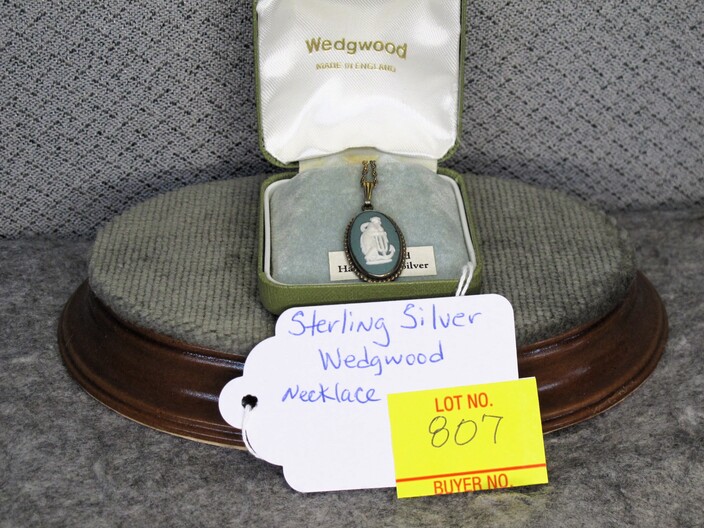 Wedgwood
MADE IN ENGLAND
Silver
Sterling Silver
Wedgwood
Necklace
LOT NO.
807
BUYER NO.